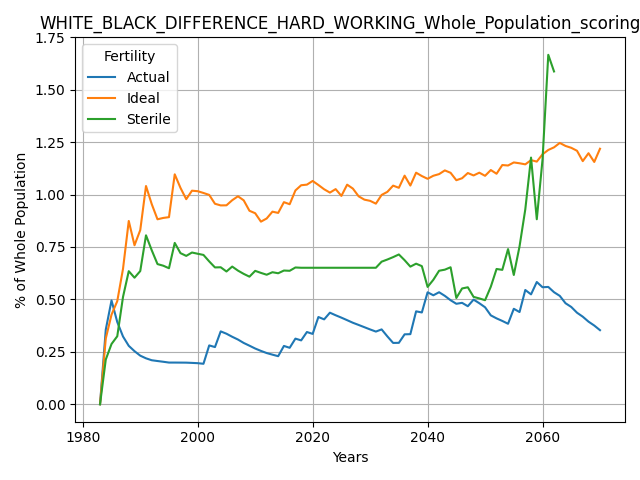 WHITE_BLACK_DIFFERENCE_HARD_WORKING_Whole_Population_scoring
Fertility
Actual
Ideal
Sterile
% of Whole Population
1.75
1.50
1.25
1.00
0.75
0.50
0.25
0.00
1980
2000
2020
2040
2060
Years